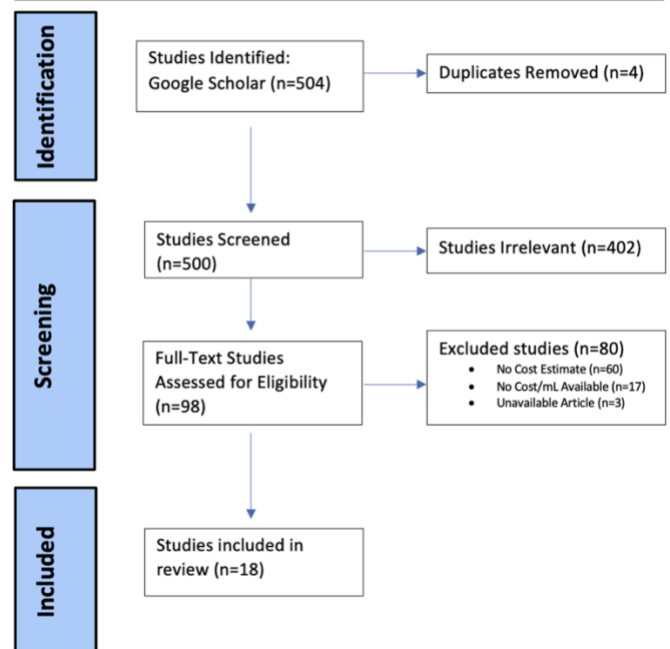 Identification
Studies Identified:
Google Scholar (n=504)
Duplicates Removed (n=4)
Screening
Studies Screened
(n=500)
Studies Irrelevant (n=402)
Full-Text Studies
Assessed for Eligibility
(n=98)
Excluded studies (n=80)
• No Cost Estimate (n=60)
• No Cost/mL Available (n=17)
• Unavailable Article (n=3)
Included
Studies included in
review (n=18)